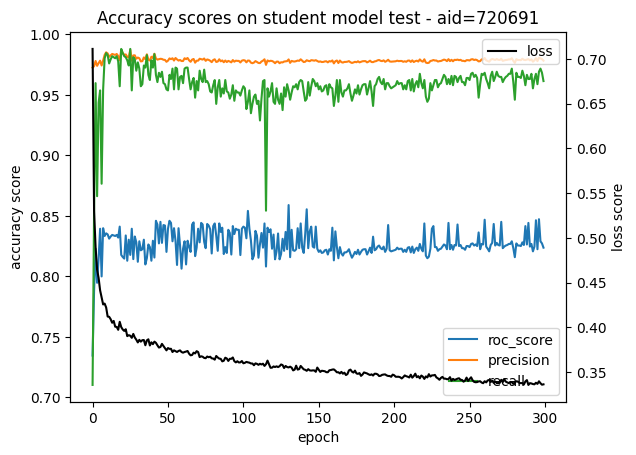 Accuracy scores on student model test - aid=720691
accuracy score
1.00
0.95
0.90
0.85
0.80
0.75
0.70
loss
0.70
0.65
0.60
0.55
0.50
0.45
0.40
0.35
loss score
roc_score
precision
recall
0
50
100
150
200
250
300
epoch